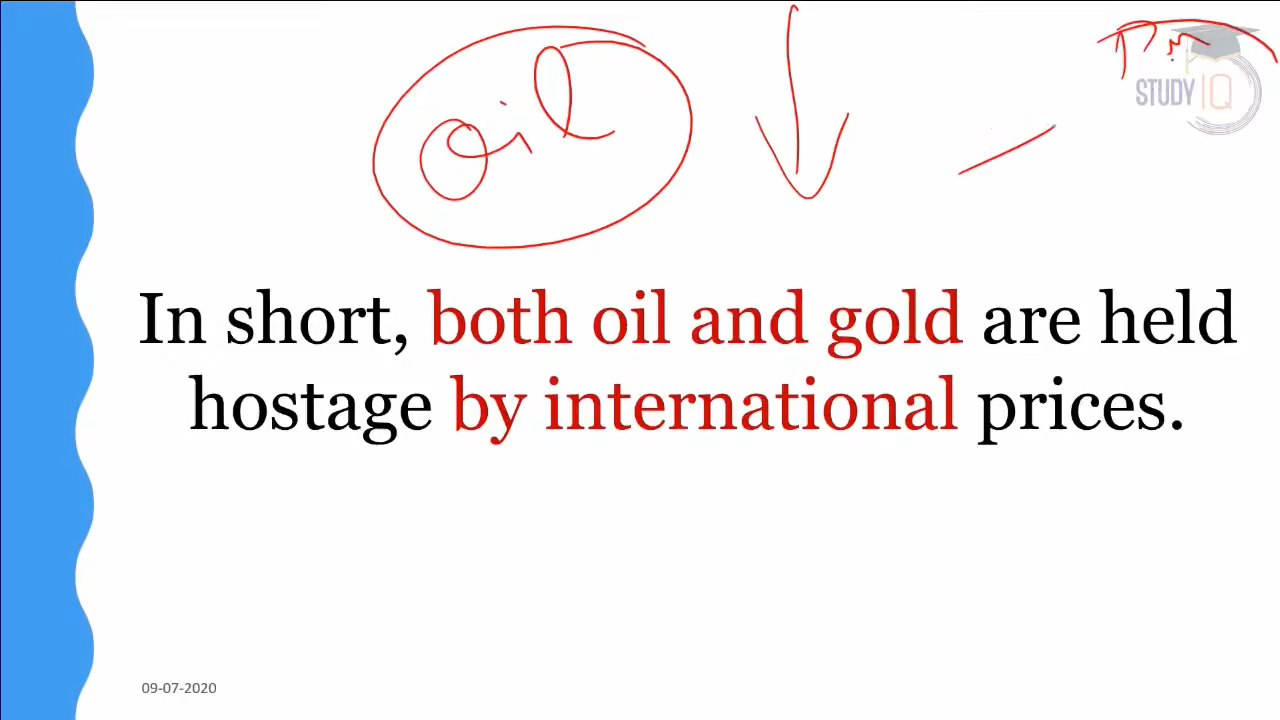 oil
STUDY IQ
In short, both oil and gold are held
hostage by international prices.
09-07-2020